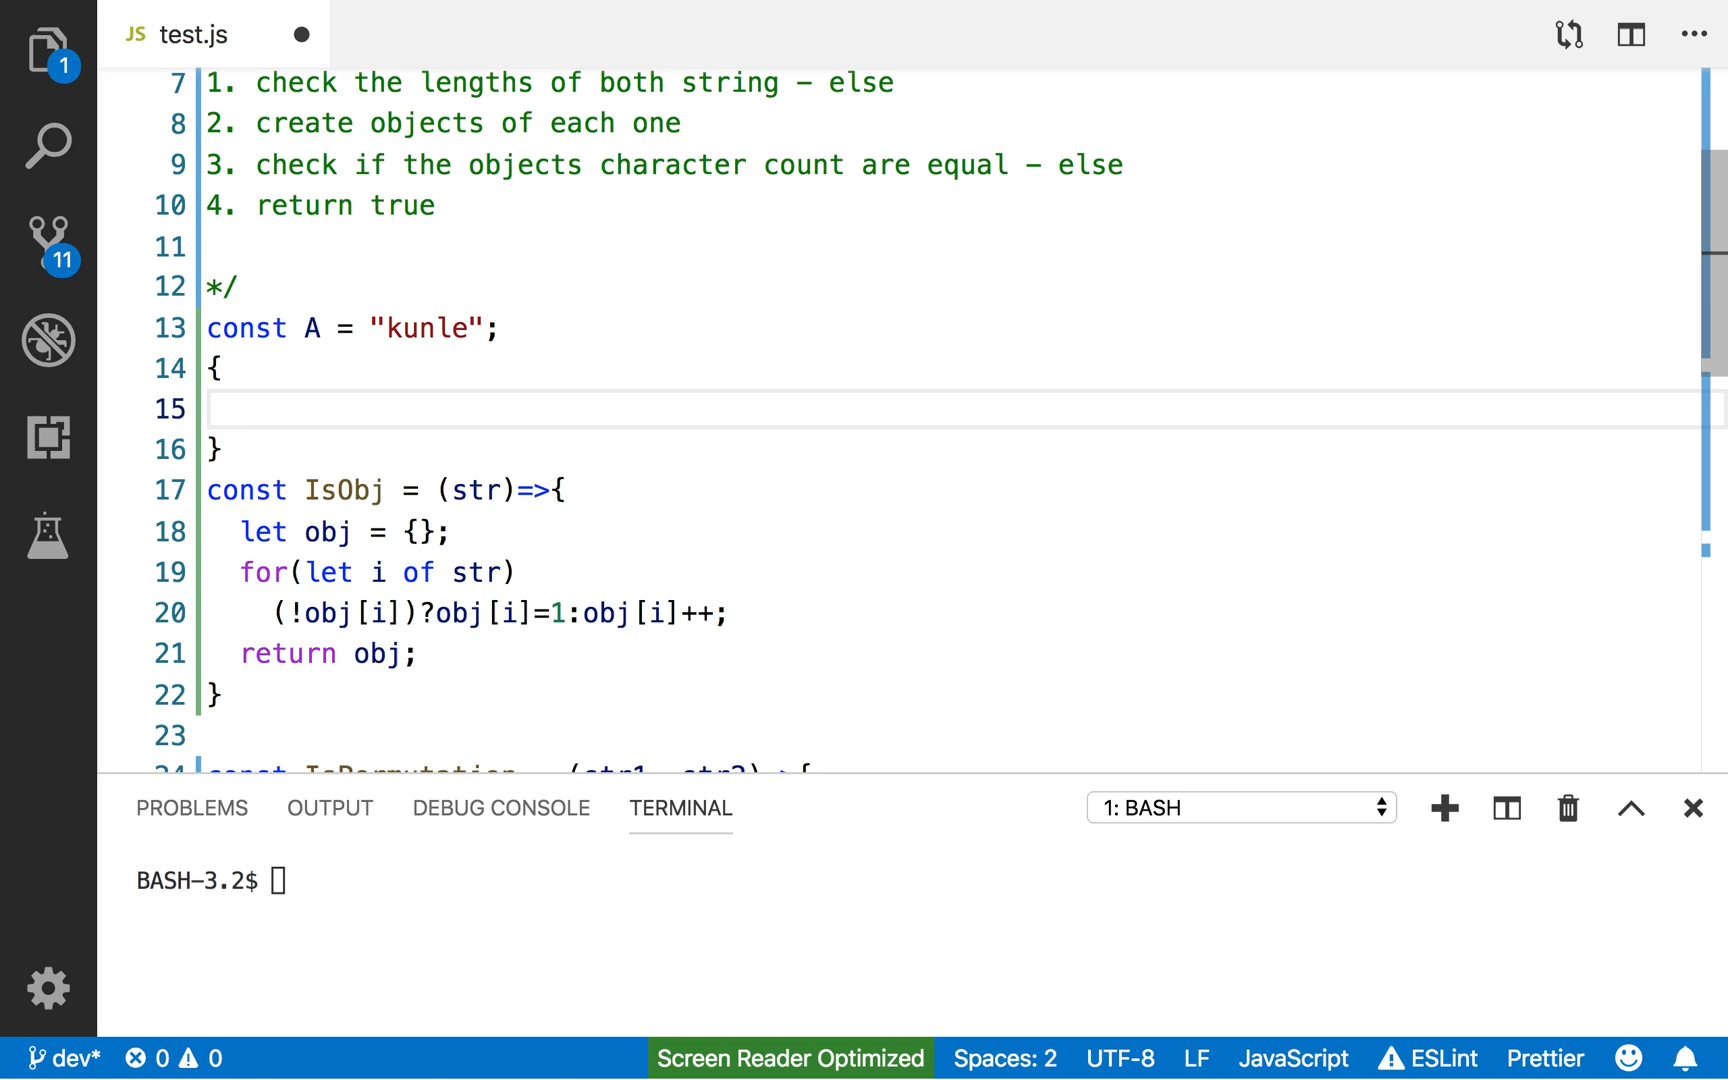 1
JS test.js
7 1. check the lengths of both string - else
8 2. create objects of each one
9 3. check if the objects character count are equal - else
10 4. return true
11
11
12 */
13 const A = "kunle";
14 {
15
16 }
17 const IsObj = (str)=>{
18 let obj = {};
19 for(let i of str)
20 (!obj[i])?obj[i]=1:obj[i]++;
21 return obj;
22 }
23
24 const IsPermutation = (str1, str2)=>{
PROBLEMS OUTPUT DEBUG CONSOLE TERMINAL 1: BASH
BASH-3.2$
dev* 0 0 Screen Reader Optimized Spaces: 2 UTF-8 LF JavaScript ESLint Prettier